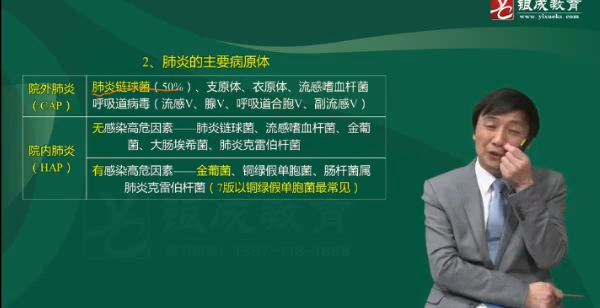 银成教育
www.yixueks.com
2、肺炎的主要病原体
院外肺炎
（CAP）
肺炎链球菌（50%）、支原体、衣原体、流感嗜血杆菌
呼吸道病毒（流感V、腺V、呼吸道合胞V、副流感V）
院内肺炎
（HAP）
无感染高危因素——肺炎链球菌、流感嗜血杆菌、金葡
菌、大肠埃希菌、肺炎克雷伯杆菌
有感染高危因素——金葡菌、铜绿假单胞菌、肠杆菌属
肺炎克雷伯杆菌（7版以铜绿假单胞菌最常见）
银成教育